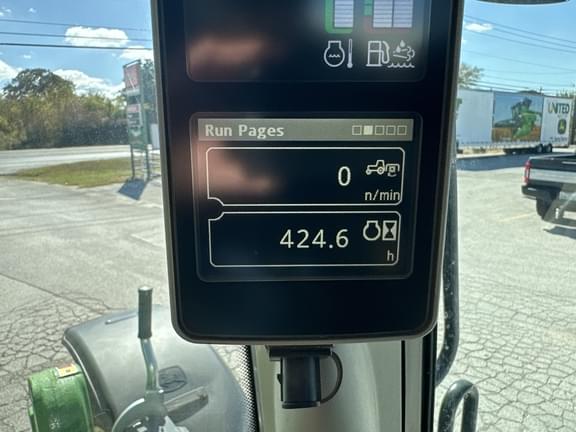 Run Pages
0
n/min
424.6
h
UNITED